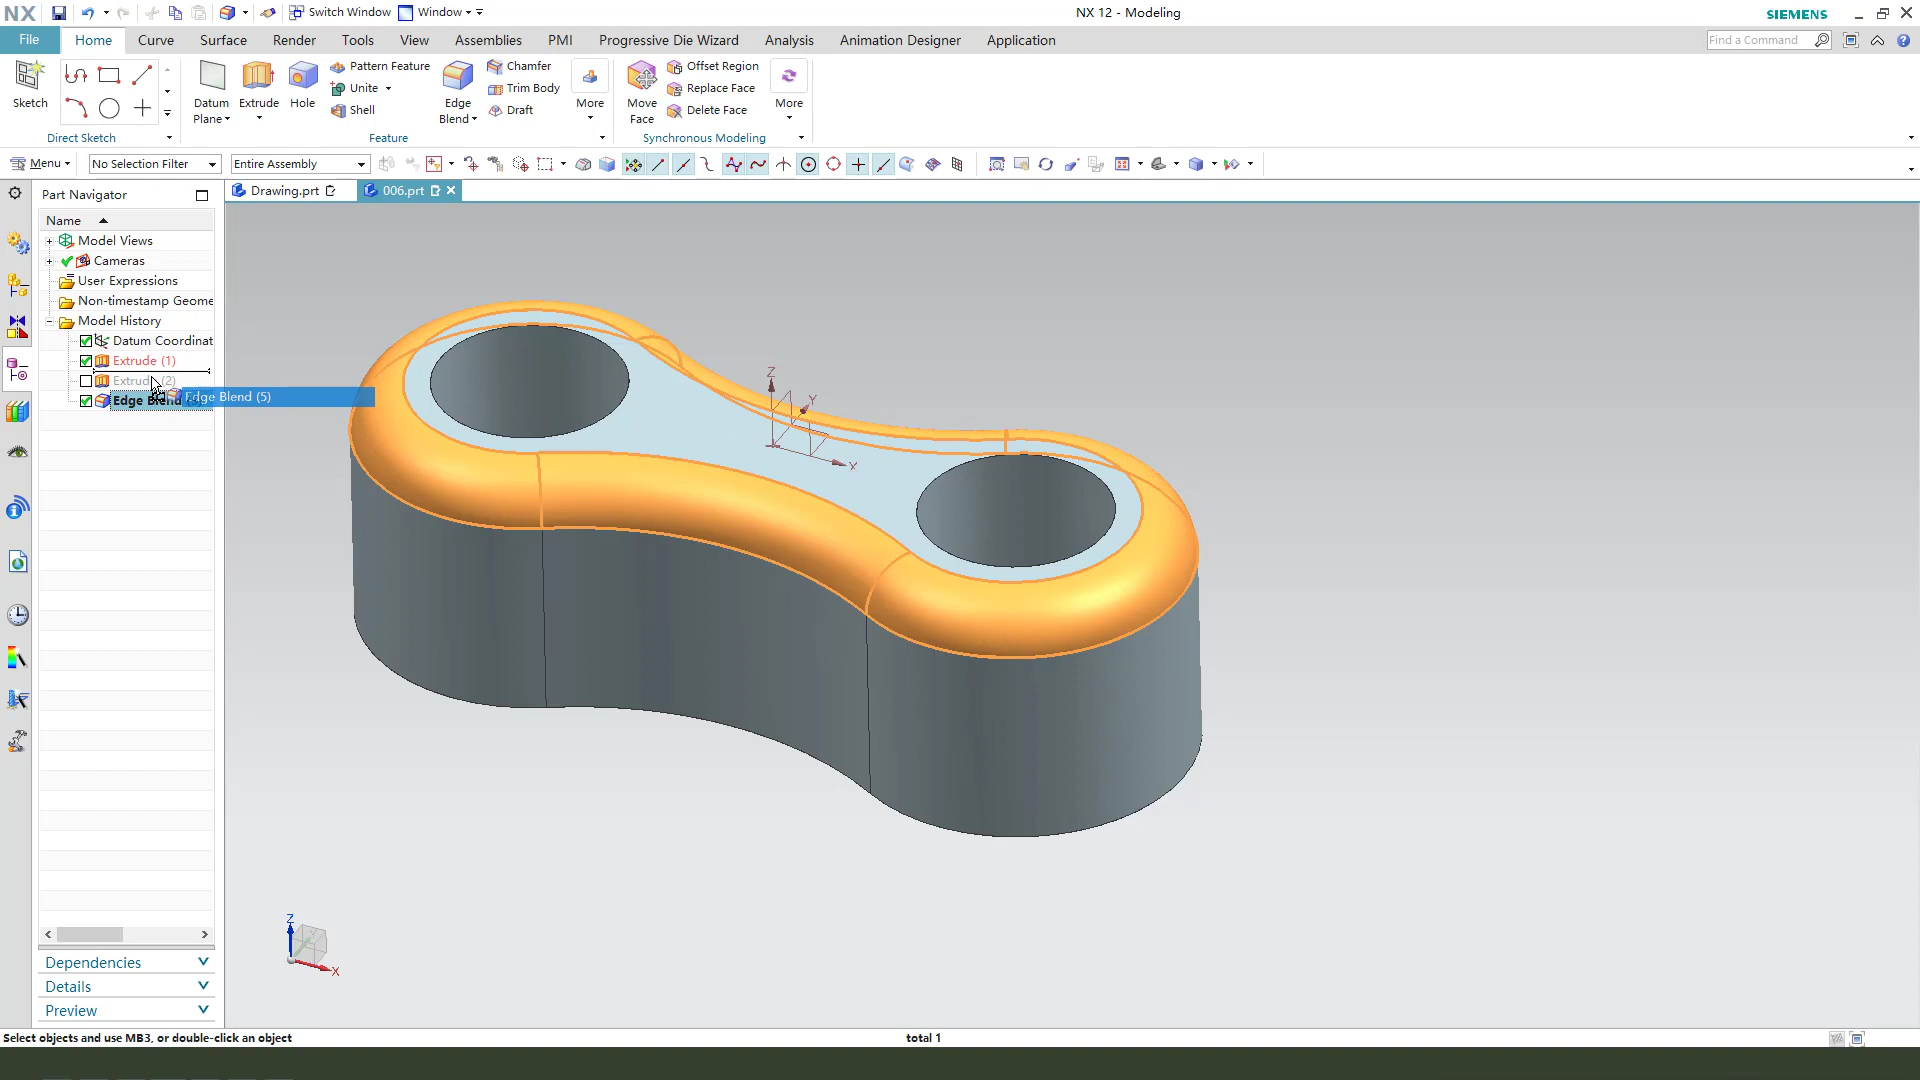 NX
Switch Window
Window
NX 12 - Modeling
SIEMENS
File
Home
Curve
Surface
Render
Tools
View
Assemblies
PMI
Progressive Die Wizard
Analysis
Animation Designer
Application
Find a Command
Sketch
Direct Sketch
Datum
Plane
Extrude
Hole
Pattern Feature
Unite
Shell
Edge
Blend
Chamfer
Trim Body
Draft
More
Feature
Move
Face
Offset Region
Replace Face
Delete Face
More
Synchronous Modeling
Menu
No Selection Filter
Entire Assembly
Part Navigator
Drawing.prt
006.prt
Name
Model Views
Cameras
User Expressions
Non-timestamp Geome
Model History
Datum Coordinat
Extrude (1)
Extrude (2)
Edge Blend
Edge Blend (5)
Z
Y
X
Z
X
Dependencies
Details
Preview
Select objects and use MB3, or double-click an object
total 1